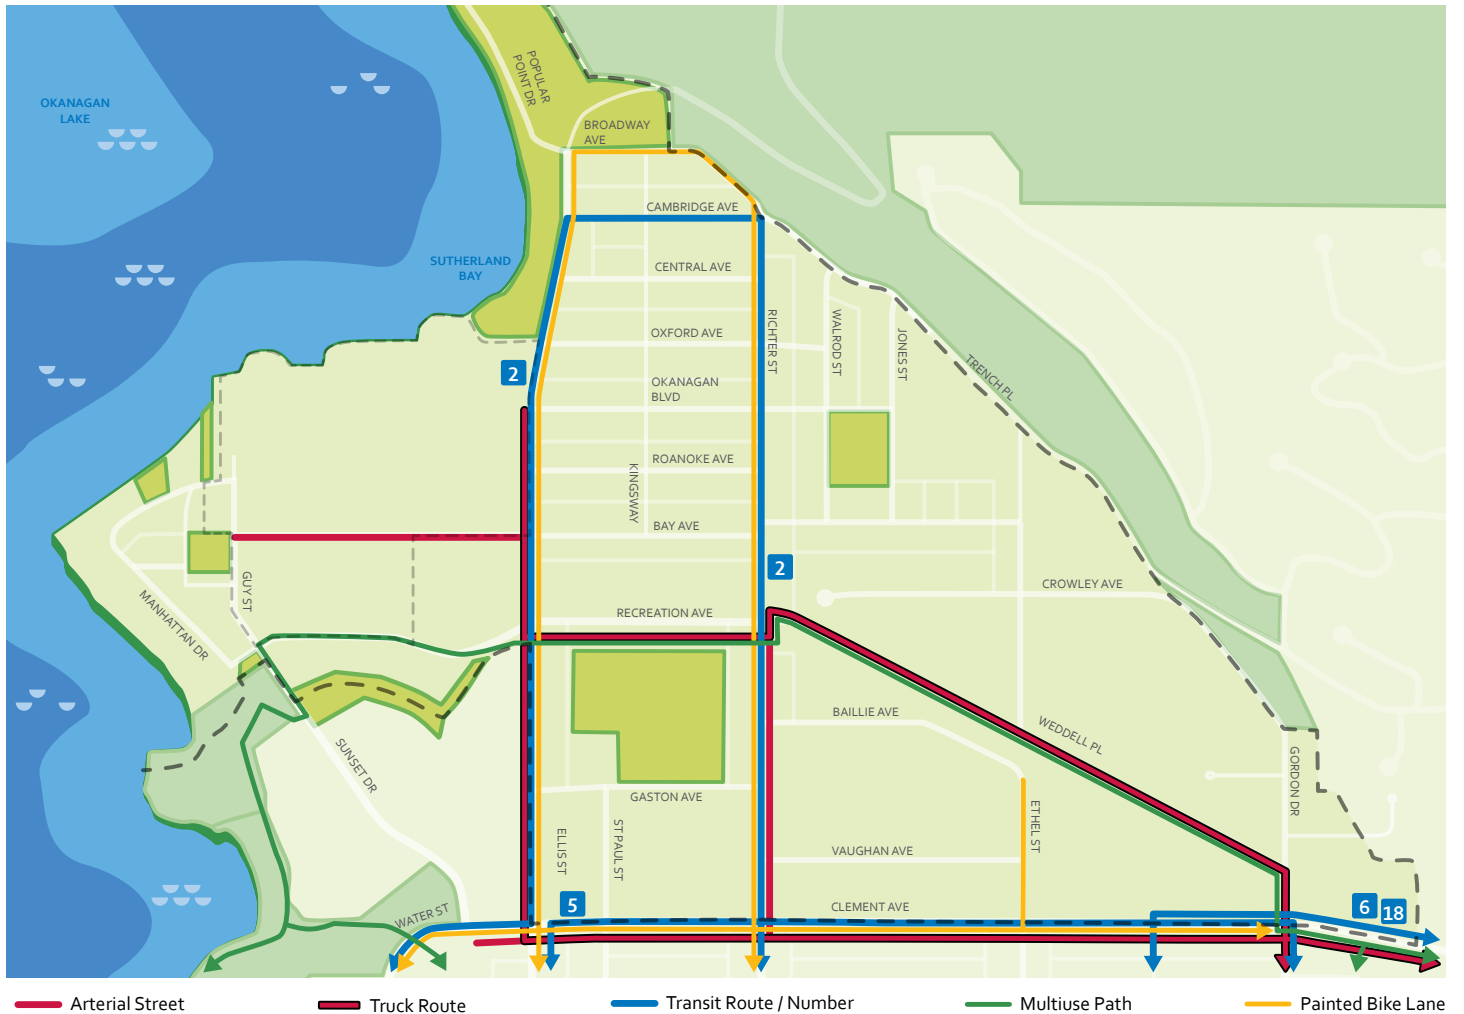 POPULAR
POINT DR
OKANAGAN
LAKE
BROADWAY
AVE
CAMBRIDGE AVE
SUTHERLAND
BAY
CENTRAL AVE
OXFORD AVE
RICHTER ST
WALROD ST
JONES ST
TRENCH PL
2
OKANAGAN
BLVD
ROANOKE AVE
KINGSWAY
BAY AVE
2
CROWLEY AVE
GUY ST
MANHATTAN DR
RECREATION AVE
BAILLIE AVE
WEDDELL PL
SUNSET DR
GORDON DR
GASTON AVE
ETHEL ST
ELLIS ST
ST PAUL ST
VAUGHAN AVE
WATER ST
5
CLEMENT AVE
6
18
Arterial Street
Truck Route
Transit Route / Number
Multiuse Path
Painted Bike Lane